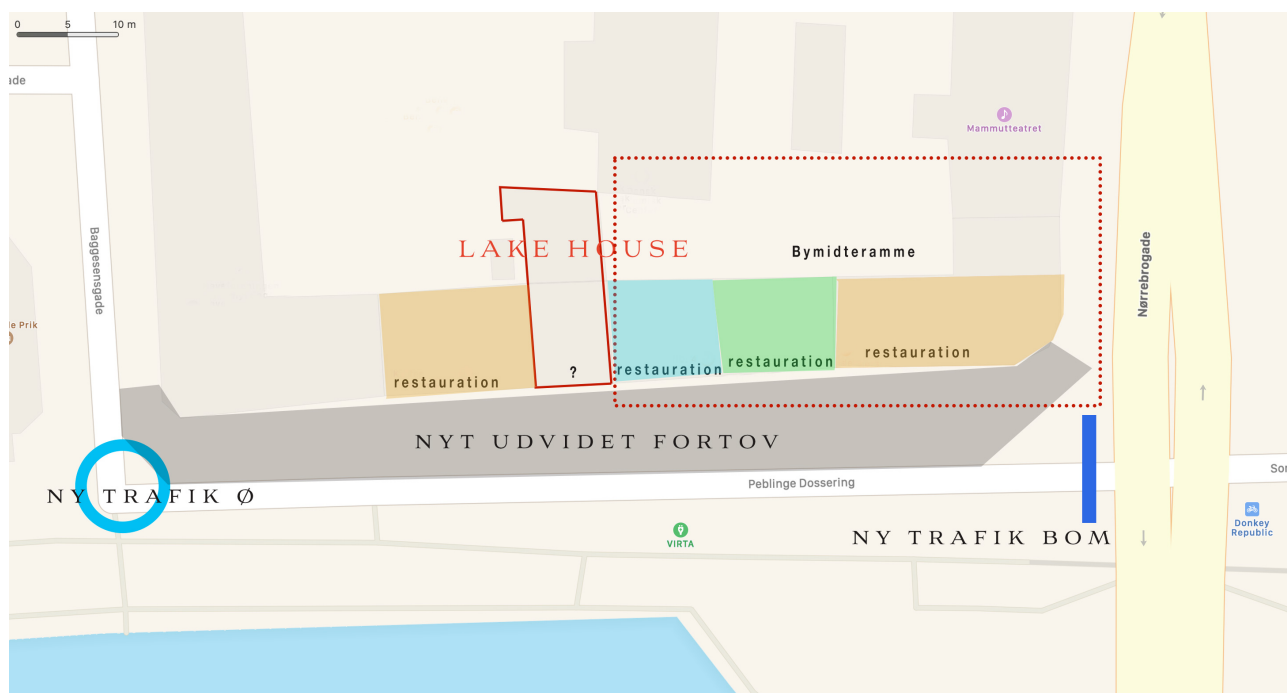 0 5 10 m
ade
Mammutteatret
Baggesensgade
LAKE HOUSE
Bymidteramme
Nørrebrogade
e Prik
restauration
?
restauration
restauration
restauration
NYT UDVIDET FORTOV
NY TRAFIK Ø
Peblinge Dossering
Sor
VIRTA
NY TRAFIK BOM
Donkey
Republic